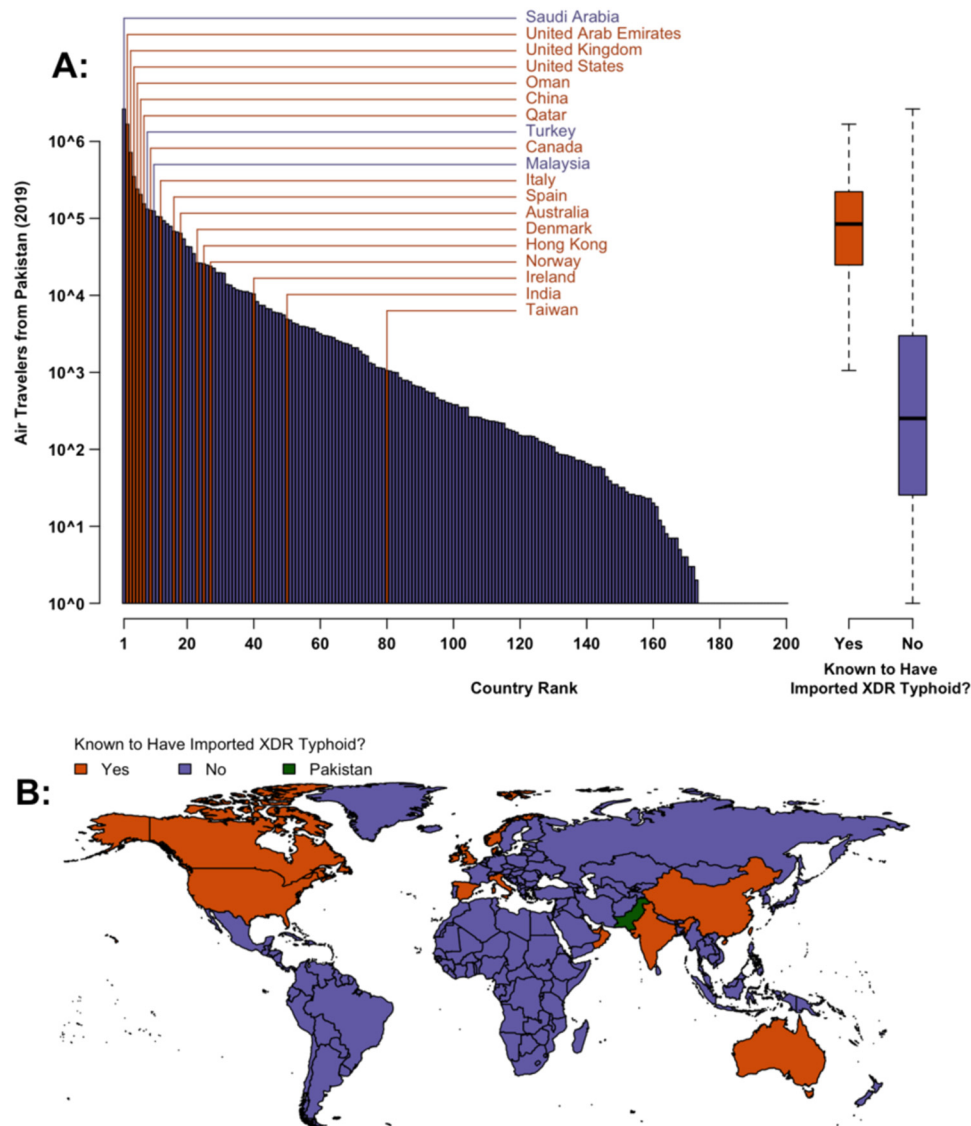 A:
Saudi Arabia
United Arab Emirates
United Kingdom
United States
Oman
China
Qatar
Turkey
Canada
Malaysia
Italy
Spain
Australia
Denmark
Hong Kong
Norway
Ireland
India
Taiwan
Air Travelers from Pakistan (2019)
10^6
10^5
10^4
10^3
10^2
10^1
10^0
1 20 40 60 80 100 120 140 160 180 200
Country Rank
Yes No
Known to Have
Imported XDR Typhoid?
B:
Known to Have Imported XDR Typhoid?
Yes No Pakistan